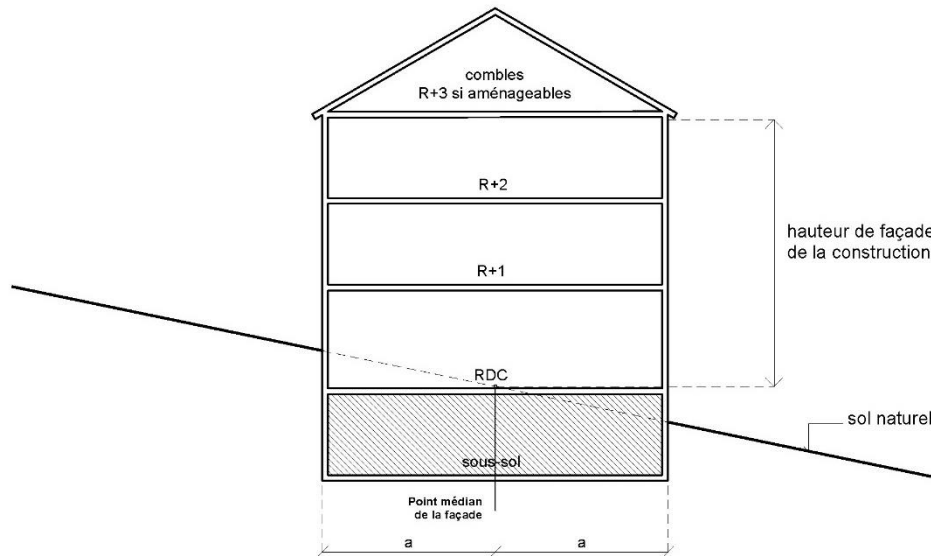 combles
R+3 si aménageables
R+2
hauteur de façade
de la construction
R+1
RDC
sol naturel
sous-sol
Point médian
de la façade
a
a